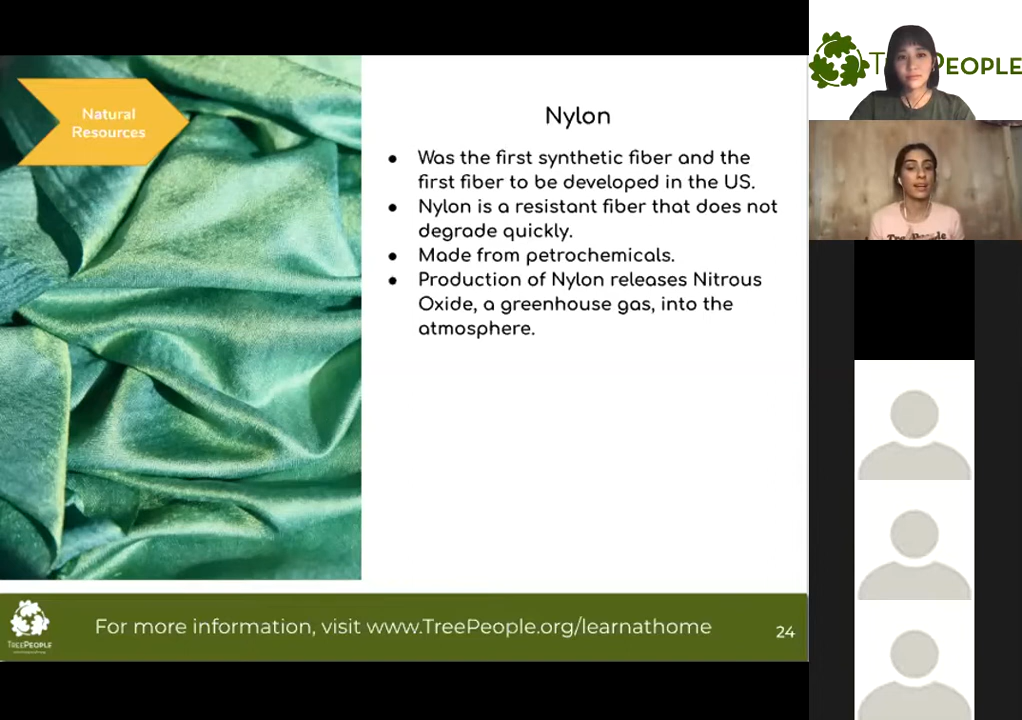 Natural
Resources
Nylon
● Was the first synthetic fiber and the
first fiber to be developed in the US.
● Nylon is a resistant fiber that does not
degrade quickly.
● Made from petrochemicals.
● Production of Nylon releases Nitrous
Oxide, a greenhouse gas, into the
atmosphere.
TREEPEOPLE
For more information, visit www.TreePeople.org/learnathome
24
PEOPLE